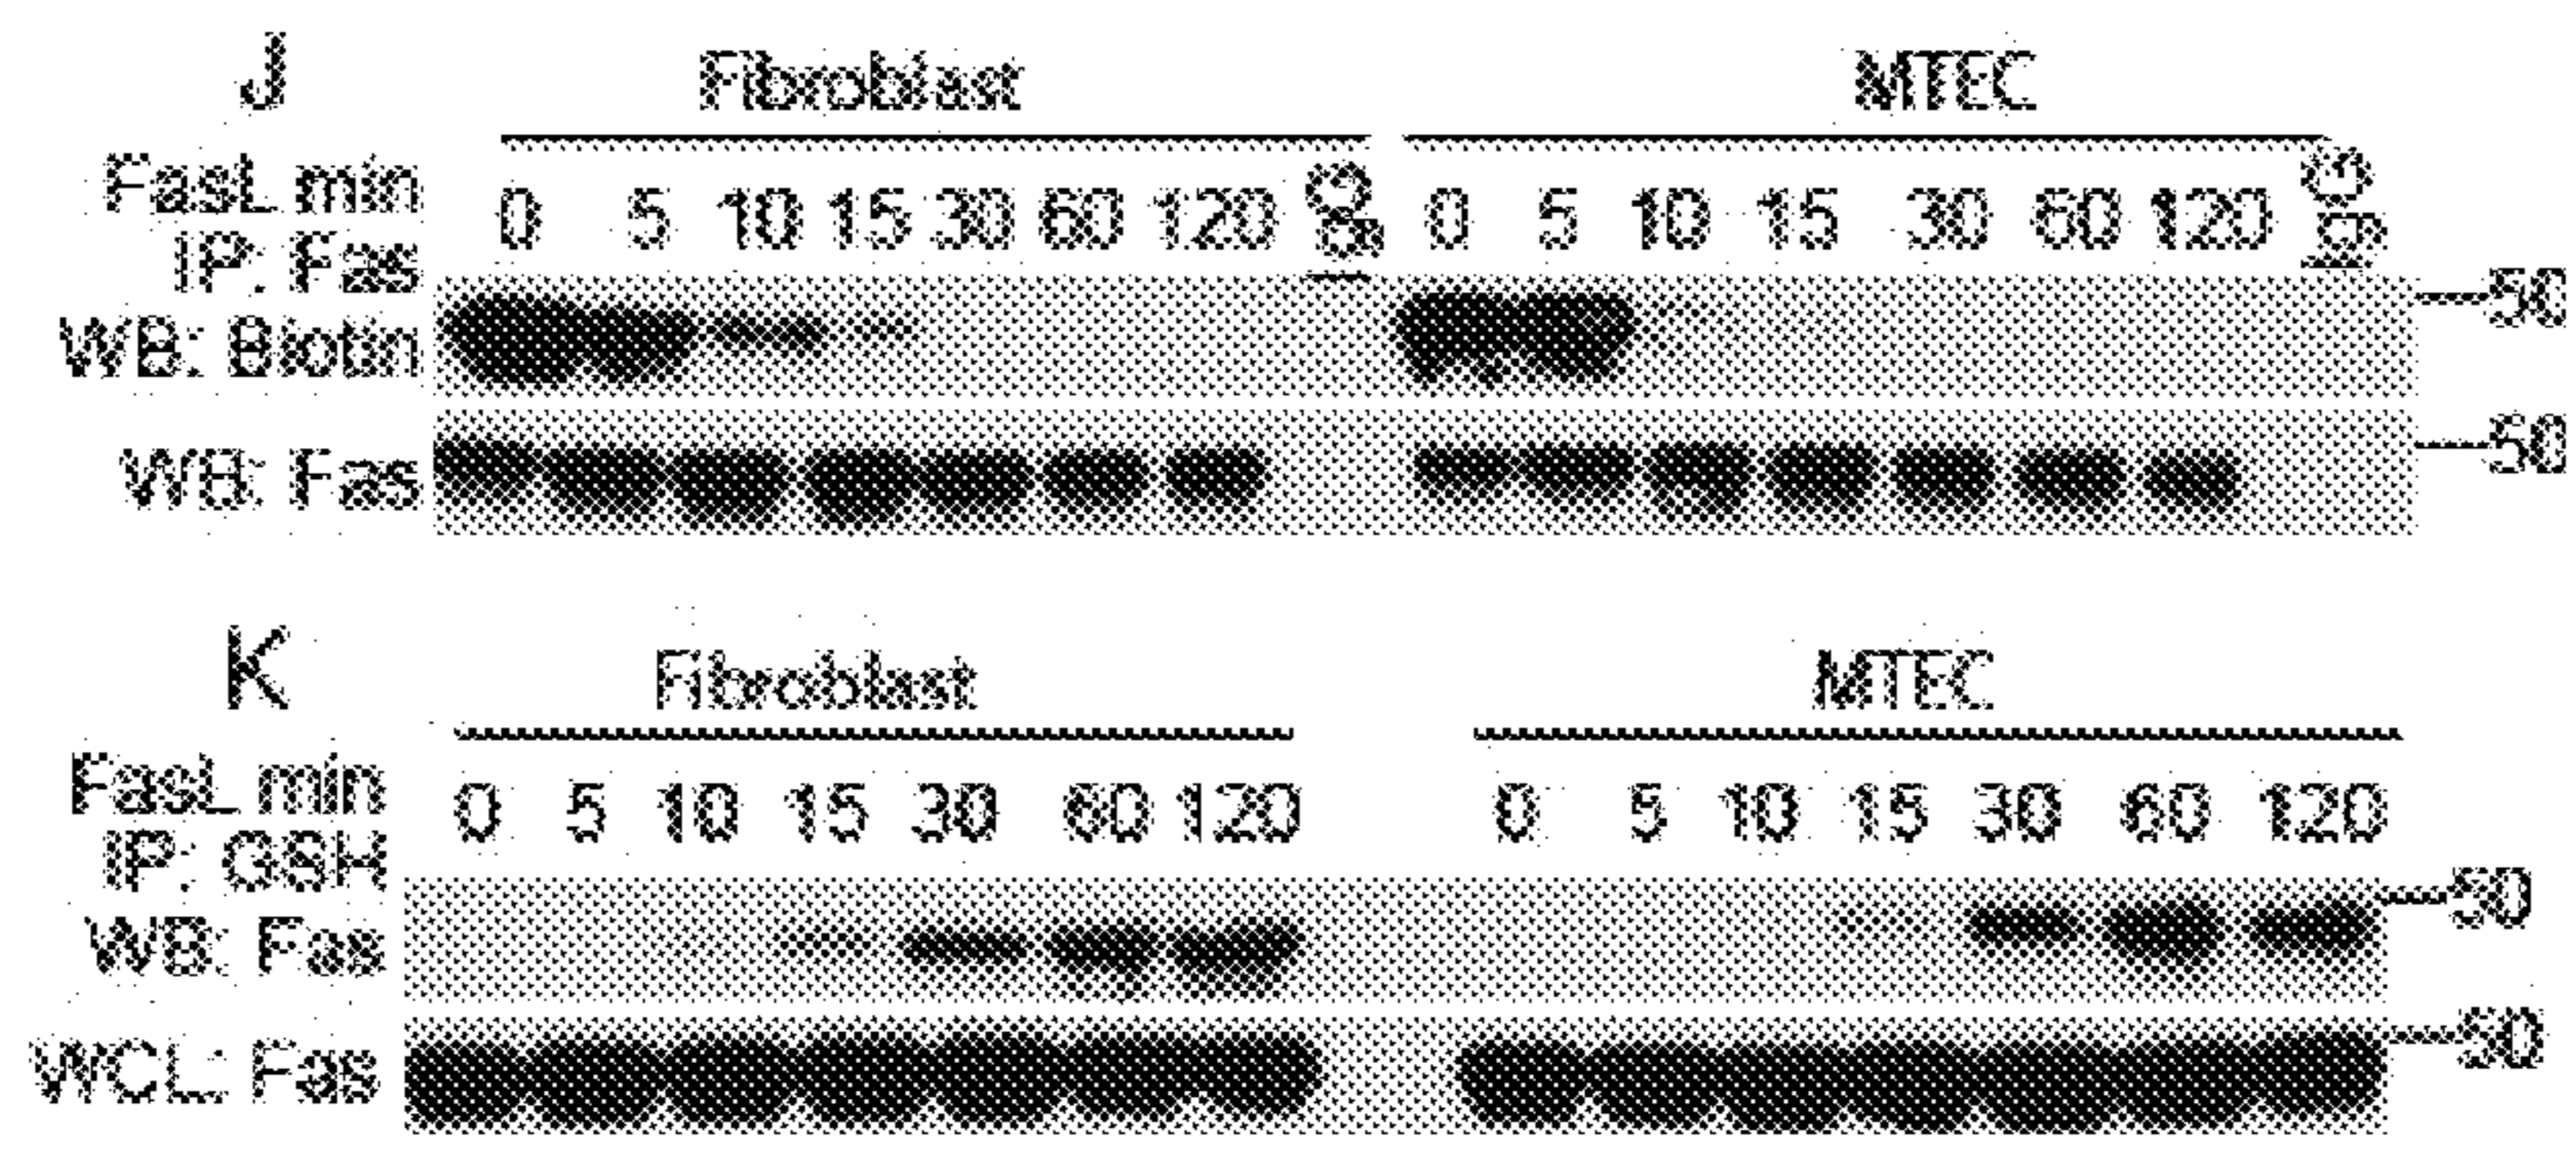 J
Fibroblast MTEC
FasL min 0 5 10 15 30 60 120 IgG 0 5 10 15 30 60 120 IgG
IP: Fas
WB: Biotin 50
WB: Fas 50
K
Fibroblast MTEC
FasL min 0 5 10 15 30 60 120 0 5 10 15 30 60 120
IP: GSH
WB: Fas 50
WCL: Fas 50